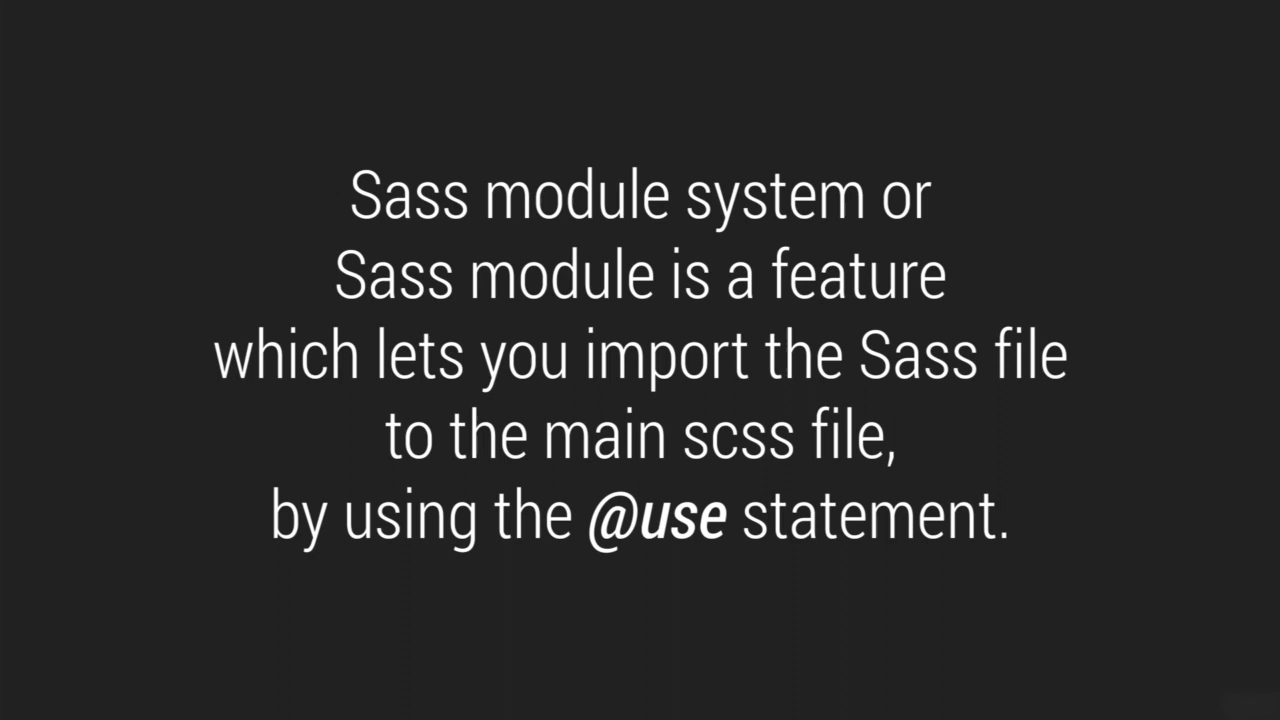 Sass module system or
Sass module is a feature
which lets you import the Sass file
to the main scss file,
by using the @use statement.